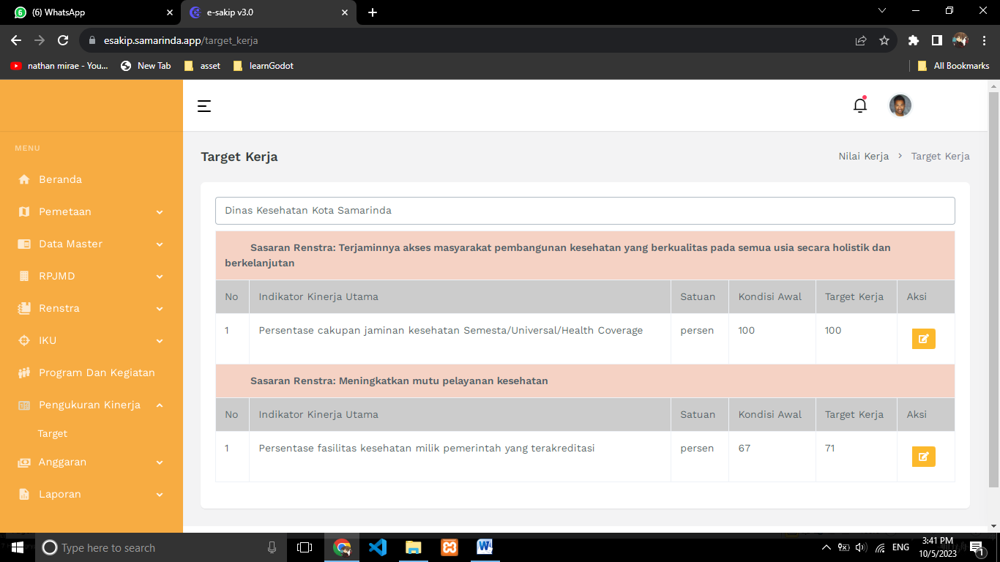 (6) WhatsApp
e-sakip v3.0
esakip.samarinda.app/target_kerja
nathan mirae - You...
New Tab
asset
learnGodot
All Bookmarks
MENU
Beranda
Pemetaan
Data Master
RPJMD
Renstra
IKU
Program Dan Kegiatan
Pengukuran Kinerja
Target
Anggaran
Laporan
Target Kerja
Nilai Kerja > Target Kerja
Dinas Kesehatan Kota Samarinda
Sasaran Renstra: Terjaminnya akses masyarakat pembangunan kesehatan yang berkualitas pada semua usia secara holistik dan
berkelanjutan
No Indikator Kinerja Utama Satuan Kondisi Awal Target Kerja Aksi
1 Persentase cakupan jaminan kesehatan Semesta/Universal/Health Coverage persen 100 100
Sasaran Renstra: Meningkatkan mutu pelayanan kesehatan
No Indikator Kinerja Utama Satuan Kondisi Awal Target Kerja Aksi
1 Persentase fasilitas kesehatan milik pemerintah yang terakreditasi persen 67 71
Type here to search
ENG
3:41 PM
10/5/2023
1